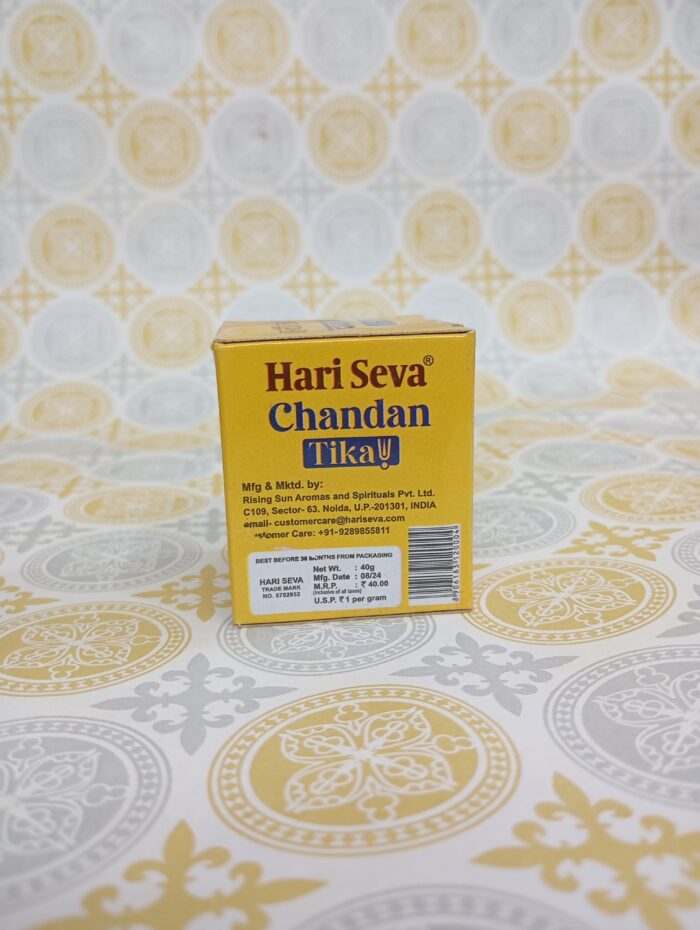 Hari Seva®
Chandan
Tika
Mfg & Mktd. by:
Rising Sun Aromas and Spirituals Pvt. Ltd.
C109, Sector- 63. Noida, U.P.-201301, INDIA
email- customercare@hariseva.com
Customer Care: +91-9289855811
BEST BEFORE 36 MONTHS FROM PACKAGING
HARI SEVA
TRADE MARK
NO. 5752902
Net Wt. : 40g
Mfg. Date : 08/24
M.R.P. : ₹ 40.00
(inclusive of all taxes)
U.S.P. ₹ 1 per gram